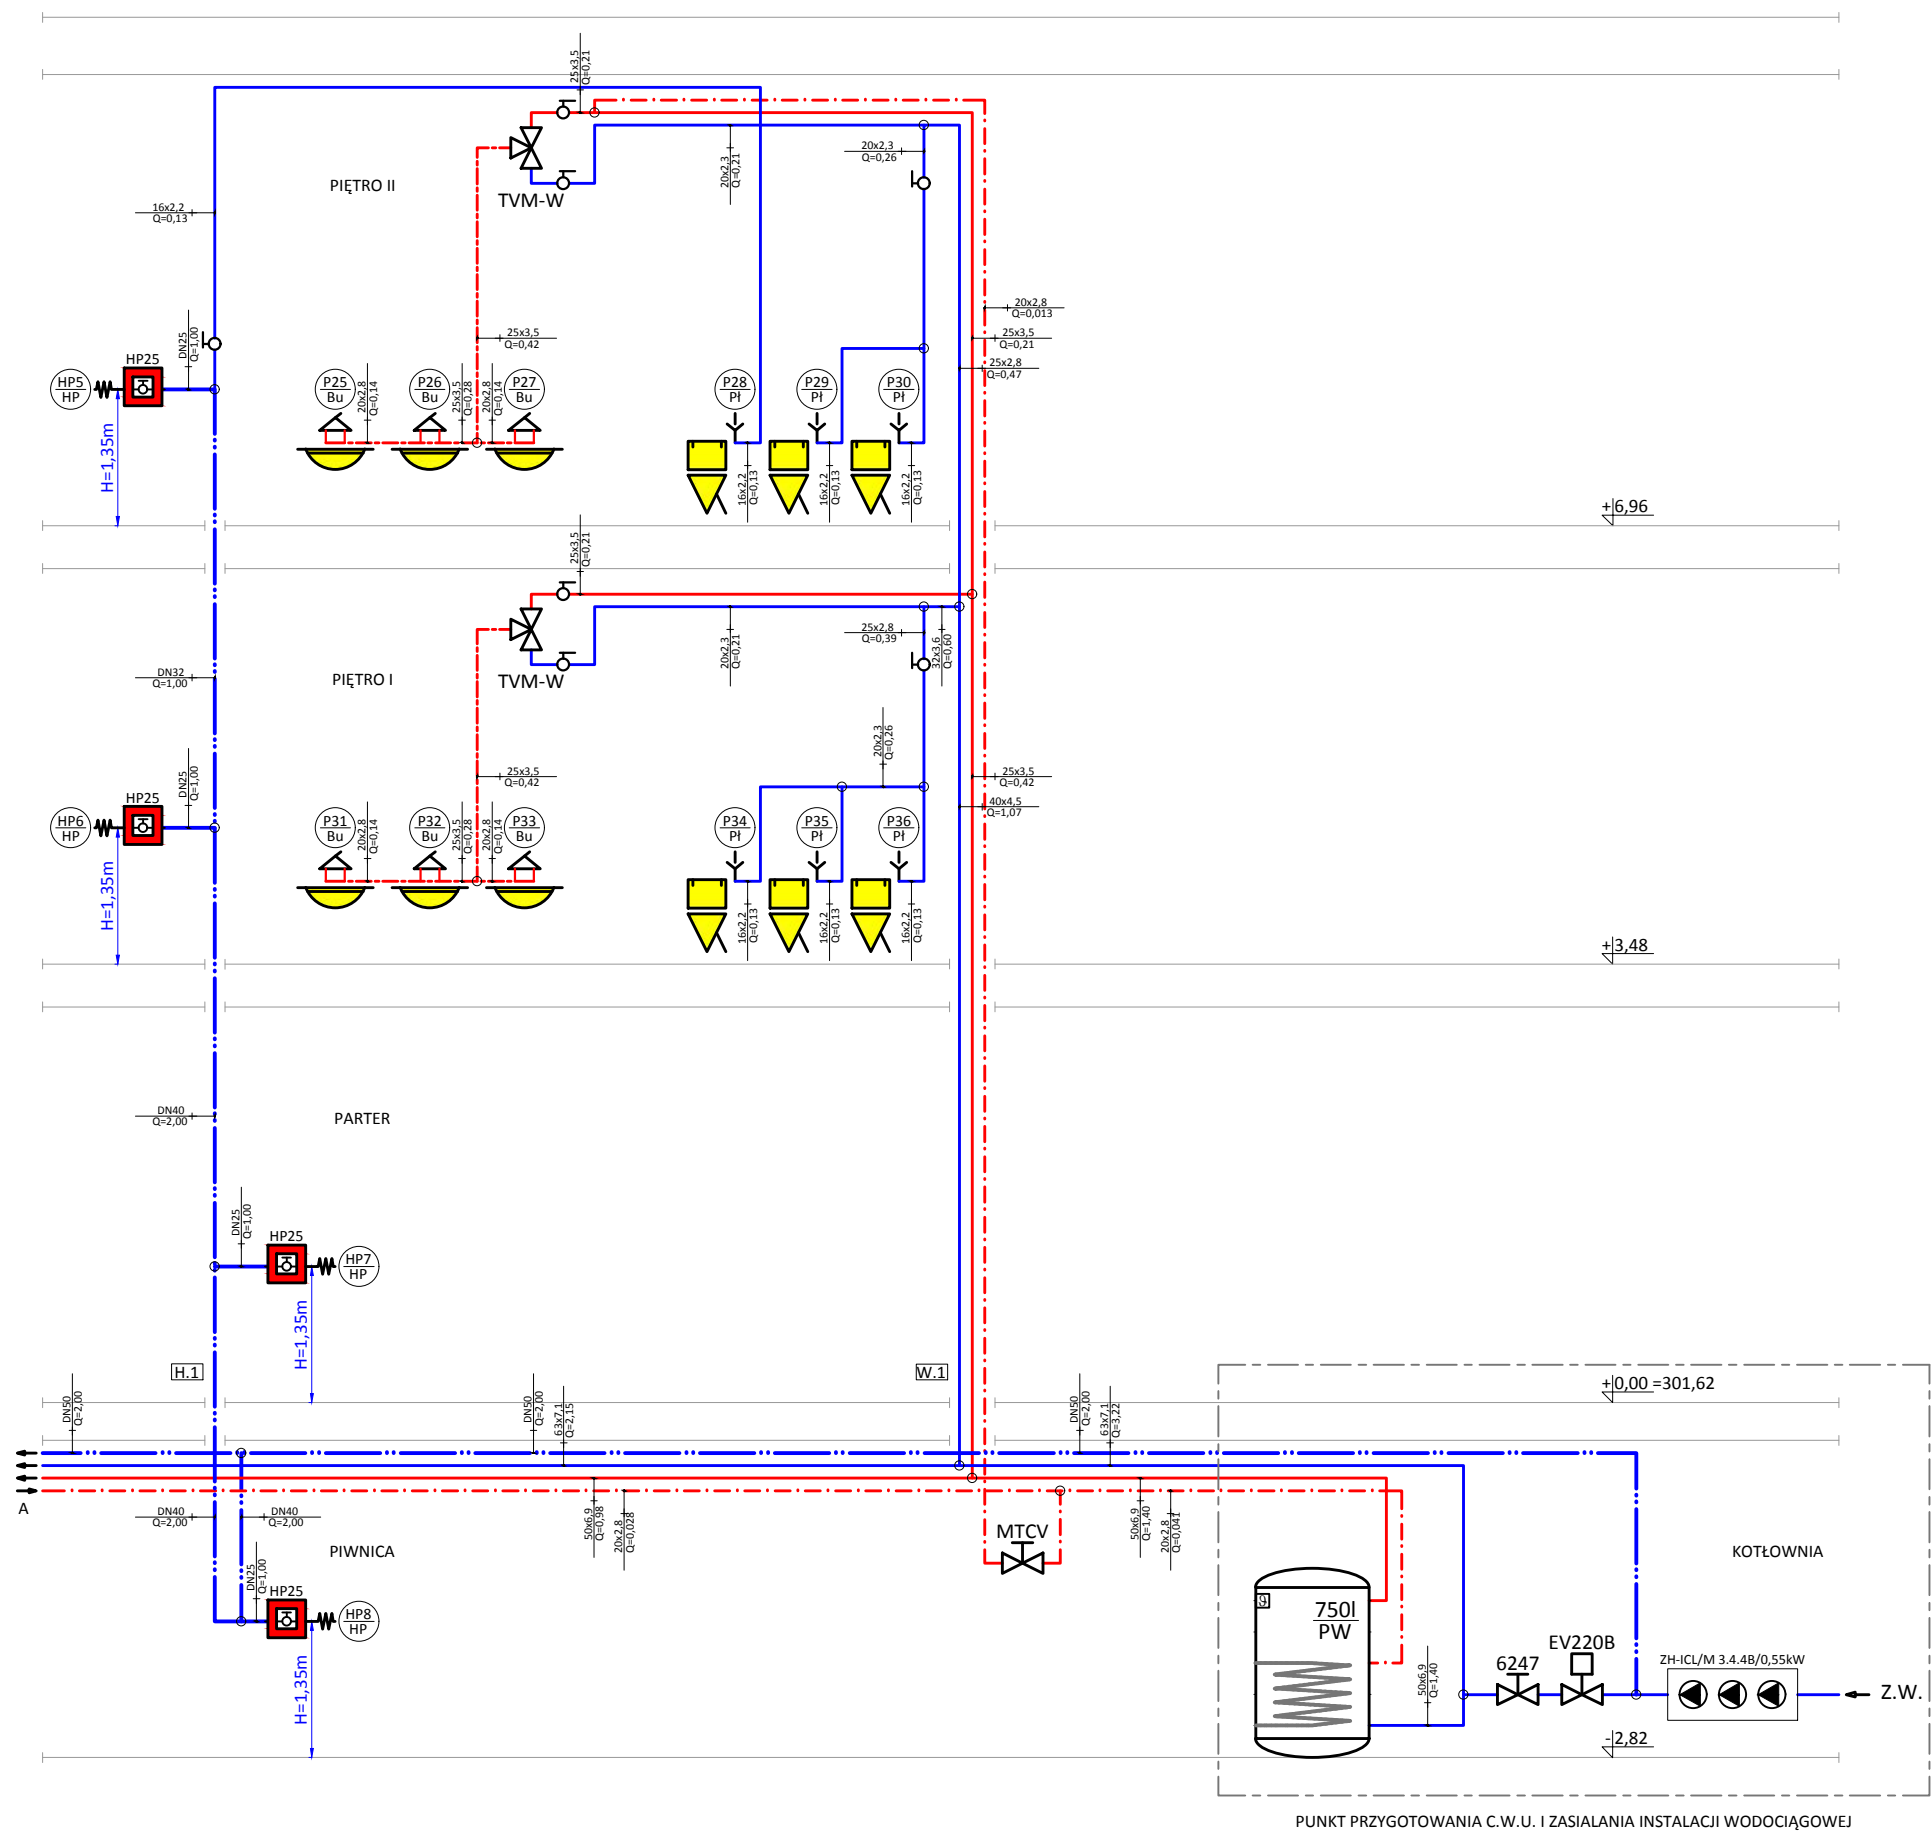 25x3,5
Q=0,21
20x2,3
Q=0,26
20x2,3
Q=0,21
PIĘTRO II
TVM-W
16x2,2
Q=0,13
20x2,8
Q=0,013
25x3,5
Q=0,42
25x3,5
Q=0,21
25x2,8
Q=0,47
DN25
Q=1,00
HP25
HP5
HP
H=1,35m
P25
Bu
20x2,8
Q=0,14
P26
Bu
25x3,5
Q=0,28
20x2,8
Q=0,14
P27
Bu
P28
Pł
P29
Pł
P30
Pł
16x2,2
Q=0,13
16x2,2
Q=0,13
16x2,2
Q=0,13
+6,96
25x3,5
Q=0,21
20x2,3
Q=0,21
25x2,8
Q=0,39
32x3,6
Q=0,60
DN32
Q=1,00
PIĘTRO I
TVM-W
20x2,3
Q=0,26
DN25
Q=1,00
25x3,5
Q=0,42
25x3,5
Q=0,42
40x4,5
Q=1,07
HP25
HP6
HP
H=1,35m
P31
Bu
20x2,8
Q=0,14
P32
Bu
25x3,5
Q=0,28
20x2,8
Q=0,14
P33
Bu
P34
Pł
P35
Pł
P36
Pł
16x2,2
Q=0,13
16x2,2
Q=0,13
16x2,2
Q=0,13
+3,48
DN40
Q=2,00
PARTER
DN25
Q=1,00
HP25
HP7
HP
H=1,35m
H.1
W.1
+0,00 =301,62
DN50
Q=2,00
DN50
Q=2,00
63x7,1
Q=2,15
DN50
Q=2,00
63x7,1
Q=3,22
A
DN40
Q=2,00
DN40
Q=2,00
50x6,9
Q=0,98
20x2,8
Q=0,028
MTCV
50x6,9
Q=1,40
20x2,8
Q=0,041
PIWNICA
KOTŁOWNIA
DN25
Q=1,00
HP25
HP8
HP
H=1,35m
750l
PW
50x6,9
Q=1,40
6247
EV220B
ZH-ICL/M 3.4.4B/0,55kW
Z.W.
-2,82
PUNKT PRZYGOTOWANIA C.W.U. I ZASIALANIA INSTALACJI WODOCIĄGOWEJ